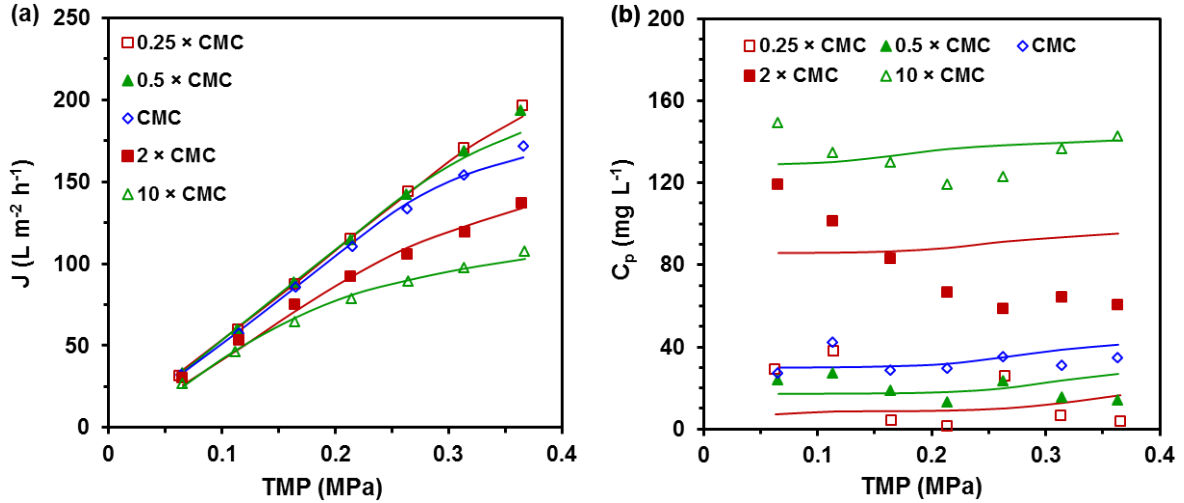 (a)
250
200
150
100
50
0
J (L m⁻² h⁻¹)
0.25 × CMC
0.5 × CMC
CMC
2 × CMC
10 × CMC
0 0.1 0.2 0.3 0.4
TMP (MPa)
(b)
200
160
120
80
40
0
Cₚ (mg L⁻¹)
0.25 × CMC 0.5 × CMC CMC
2 × CMC 10 × CMC
0 0.1 0.2 0.3 0.4
TMP (MPa)